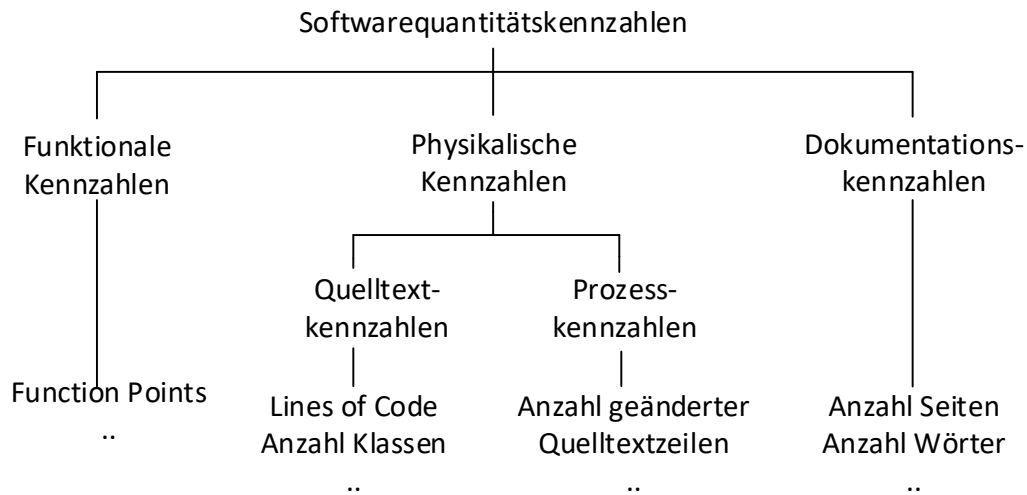 Softwarequantitätskennzahlen
Funktionale
Kennzahlen
Physikalische
Kennzahlen
Dokumentations-
kennzahlen
Quelltext-
kennzahlen
Prozess-
kennzahlen
Function Points
..
Lines of Code
Anzahl Klassen
..
Anzahl geänderter
Quelltextzeilen
..
Anzahl Seiten
Anzahl Wörter
..